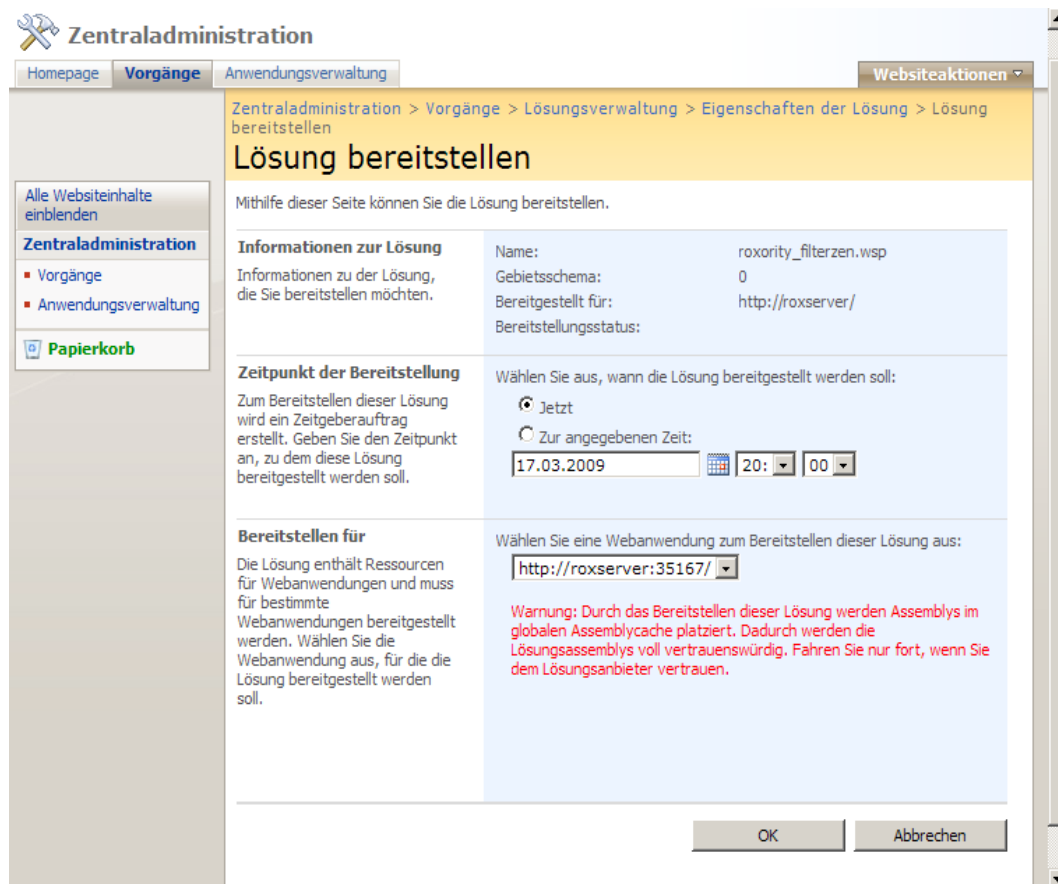 Zentraladministration
Homepage Vorgänge Anwendungsverwaltung Websiteaktionen
Zentraladministration > Vorgänge > Lösungsverwaltung > Eigenschaften der Lösung > Lösung
bereitstellen
Lösung bereitstellen
Alle Websiteinhalte
einblenden
Zentraladministration
Vorgänge
Anwendungsverwaltung
Papierkorb
Mithilfe dieser Seite können Sie die Lösung bereitstellen.
Informationen zur Lösung
Informationen zu der Lösung,
die Sie bereitstellen möchten.
Name: roxority_filterzen.wsp
Gebietsschema: 0
Bereitgestellt für: http://roxserver/
Bereitstellungsstatus:
Zeitpunkt der Bereitstellung
Zum Bereitstellen dieser Lösung
wird ein Zeitgeberauftrag
erstellt. Geben Sie den Zeitpunkt
an, zu dem diese Lösung
bereitgestellt werden soll.
Wählen Sie aus, wann die Lösung bereitgestellt werden soll:
Jetzt
Zur angegebenen Zeit:
17.03.2009 20: 00
Bereitstellen für
Die Lösung enthält Ressourcen
für Webanwendungen und muss
für bestimmte
Webanwendungen bereitgestellt
werden. Wählen Sie die
Webanwendung aus, für die die
Lösung bereitgestellt werden
soll.
Wählen Sie eine Webanwendung zum Bereitstellen dieser Lösung aus:
http://roxserver:35167/
Warnung: Durch das Bereitstellen dieser Lösung werden Assemblys im
globalen Assemblycache platziert. Dadurch werden die
Lösungsassemblys voll vertrauenswürdig. Fahren Sie nur fort, wenn Sie
dem Lösungsanbieter vertrauen.
OK Abbrechen